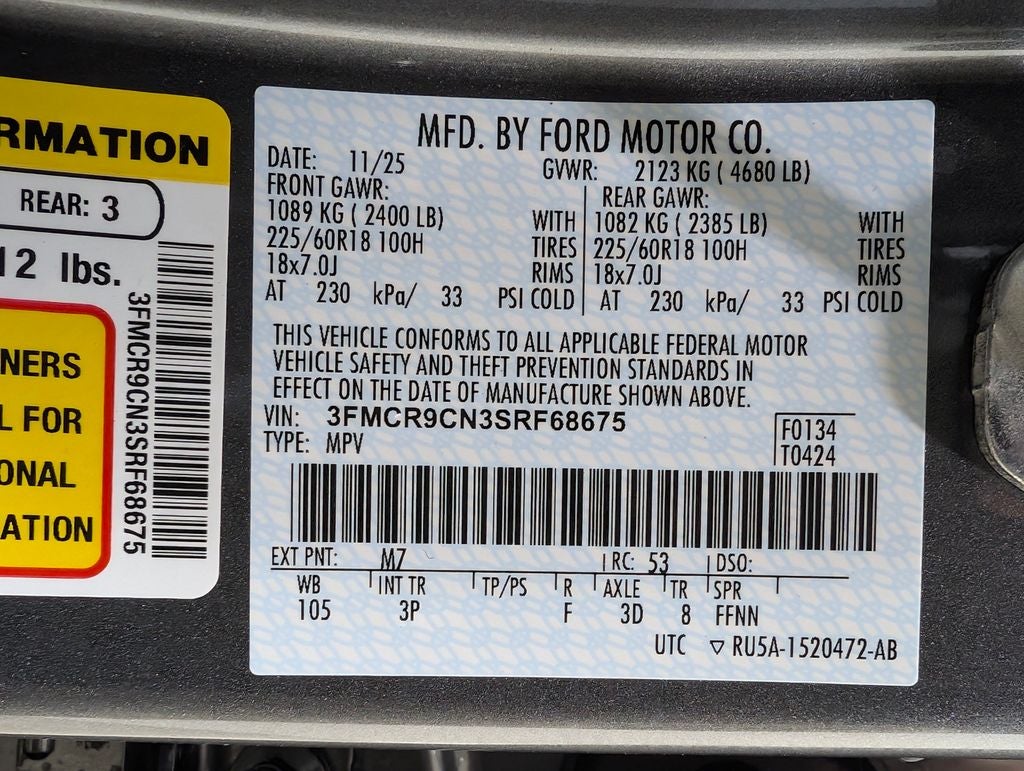 RMATION
REAR: 3
12 lbs.
NERS
L FOR
ONAL
ATION
3FMCR9CN3SRF68675
MFD. BY FORD MOTOR CO.
DATE: 11/25 GVWR: 2123 KG ( 4680 LB)
FRONT GAWR: REAR GAWR:
1089 KG ( 2400 LB) WITH 1082 KG ( 2385 LB) WITH
225/60R18 100H TIRES 225/60R18 100H TIRES
18x7.0J RIMS 18x7.0J RIMS
AT 230 kPa/ 33 PSI COLD AT 230 kPa/ 33 PSI COLD
THIS VEHICLE CONFORMS TO ALL APPLICABLE FEDERAL MOTOR
VEHICLE SAFETY AND THEFT PREVENTION STANDARDS IN
EFFECT ON THE DATE OF MANUFACTURE SHOWN ABOVE.
VIN: 3FMCR9CN3SRF68675
TYPE: MPV
F0134
T0424
EXT PNT: M7 RC: 53 DSO:
WB INT TR TP/PS R AXLE TR SPR
105 3P F 3D 8 FFNN
UTC ▽ RU5A-1520472-AB